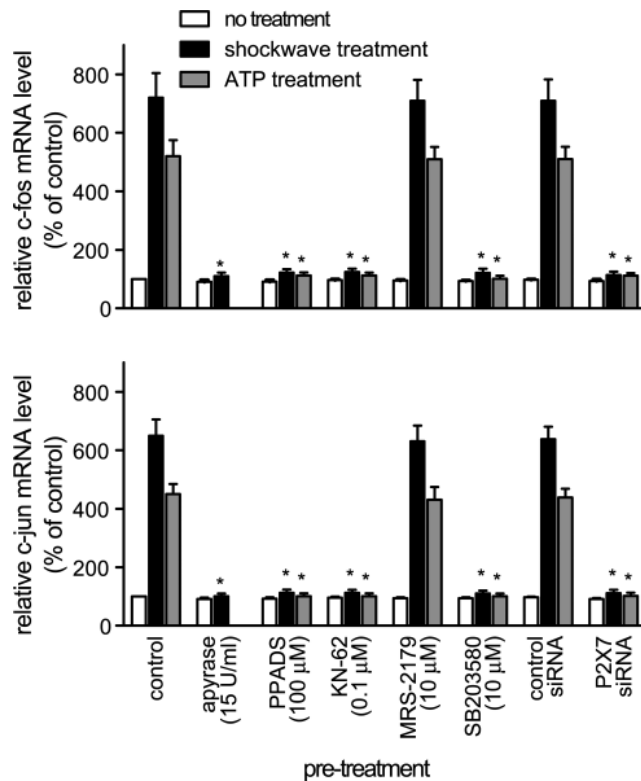 no treatment
shockwave treatment
ATP treatment
relative c-fos mRNA level
(% of control)
800
600
400
200
0
* * * * * * * * *
relative c-jun mRNA level
(% of control)
800
600
400
200
0
* * * * * * * * *
control
apyrase
(15 U/ml)
PPADS
(100 µM)
KN-62
(0.1 µM)
MRS-2179
(10 µM)
SB203580
(10 µM)
control
siRNA
P2X7
siRNA
pre-treatment